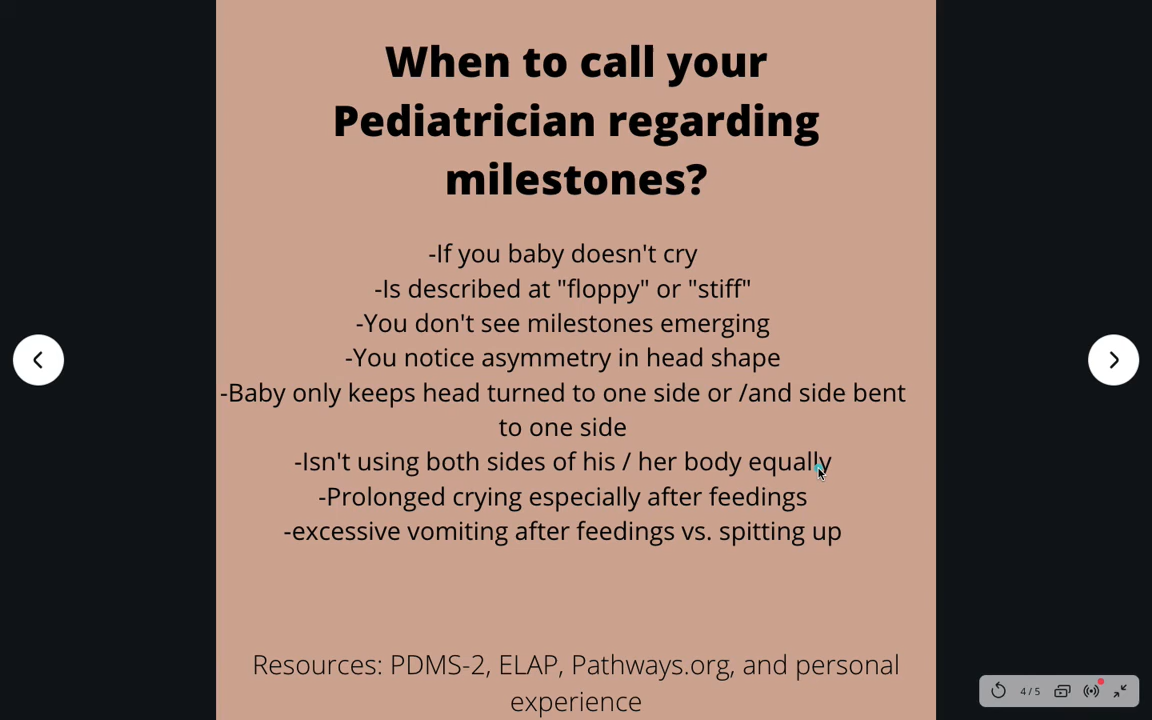 When to call your
Pediatrician regarding
milestones?
-If you baby doesn't cry
-Is described at "floppy" or "stiff"
-You don't see milestones emerging
-You notice asymmetry in head shape
-Baby only keeps head turned to one side or /and side bent
to one side
-Isn't using both sides of his / her body equally
-Prolonged crying especially after feedings
-excessive vomiting after feedings vs. spitting up
Resources: PDMS-2, ELAP, Pathways.org, and personal
experience
4/5